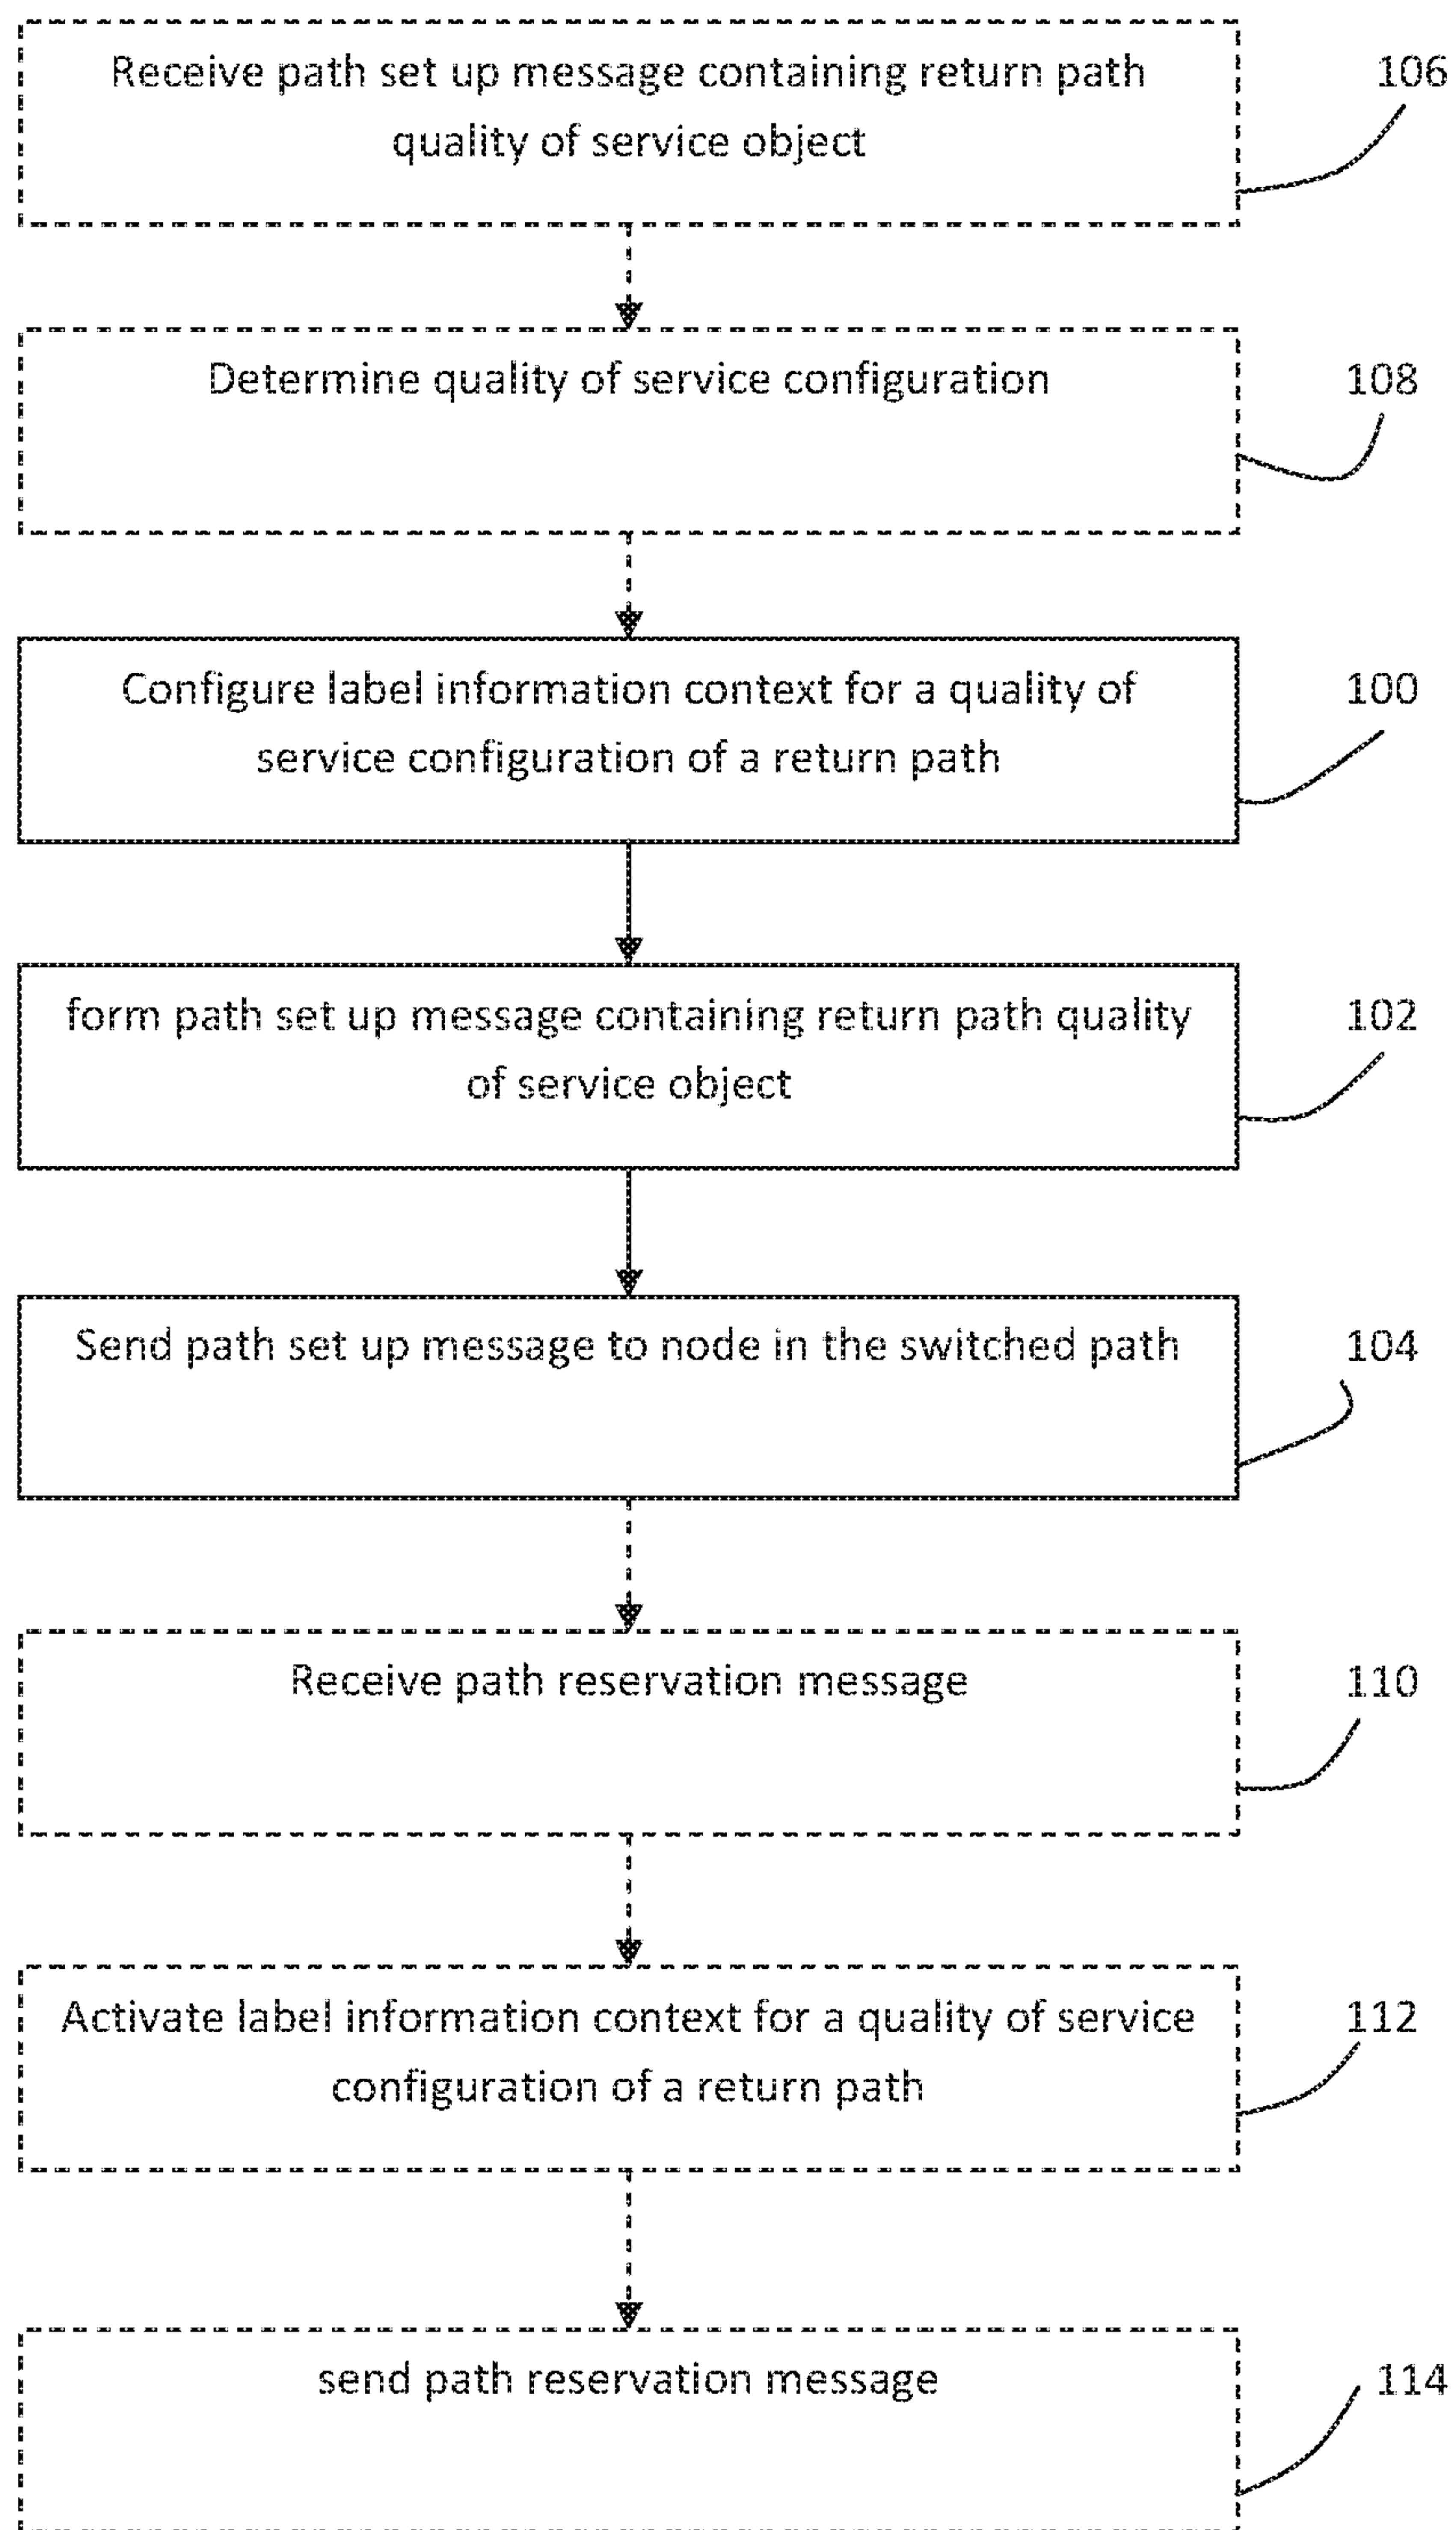 Receive path set up message containing return path
106
quality of service object
Determine quality of service configuration
108
Configure label information context for a quality of
100
service configuration of a return path
form path set up message containing return path quality
102
of service object
Send path set up message to node in the switched path
104
Receive path reservation message
110
Activate label information context for a quality of service
112
configuration of a return path
send path reservation message
114